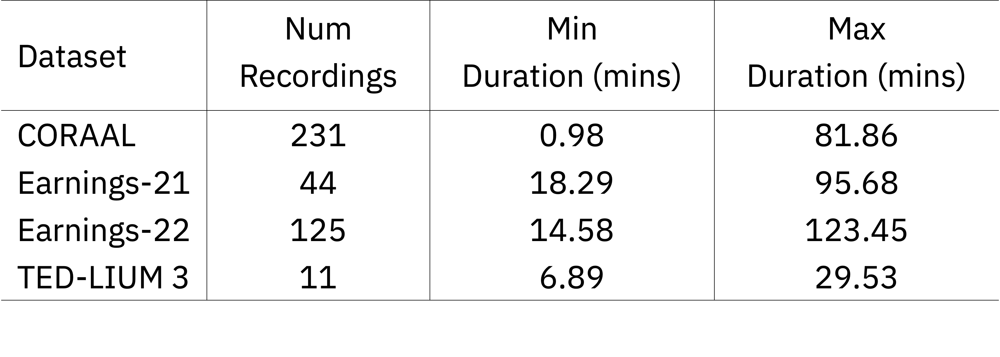 Dataset
Num
Recordings
Min
Duration (mins)
Max
Duration (mins)
CORAAL 231 0.98 81.86
Earnings-21 44 18.29 95.68
Earnings-22 125 14.58 123.45
TED-LIUM 3 11 6.89 29.53